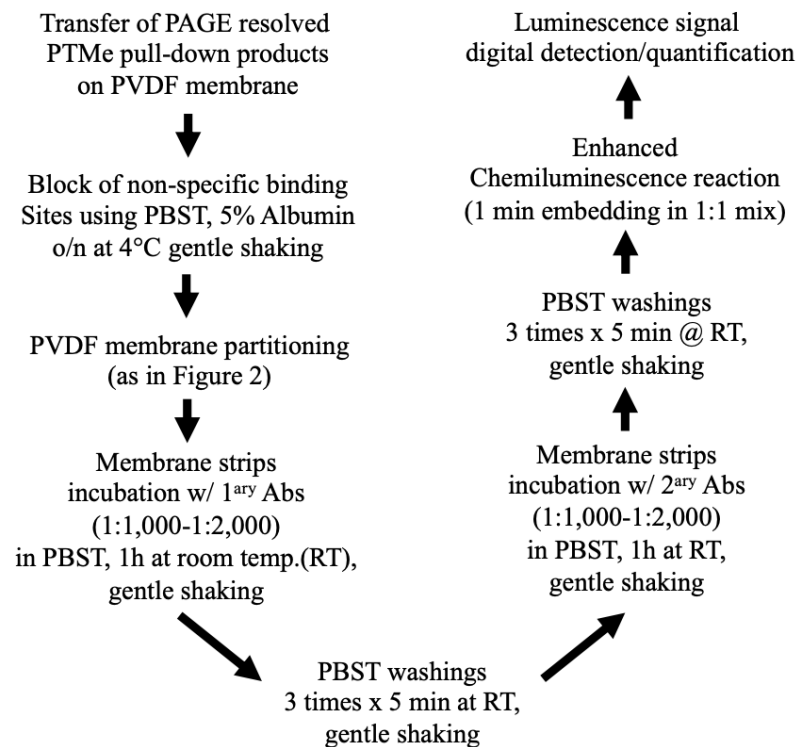 Transfer of PAGE resolved
PTMe pull-down products
on PVDF membrane
Block of non-specific binding
Sites using PBST, 5% Albumin
o/n at 4°C gentle shaking
PVDF membrane partitioning
(as in Figure 2)
Membrane strips
incubation w/ 1ary Abs
(1:1,000-1:2,000)
in PBST, 1h at room temp.(RT),
gentle shaking
PBST washings
3 times x 5 min at RT,
gentle shaking
Membrane strips
incubation w/ 2ary Abs
(1:1,000-1:2,000)
in PBST, 1h at RT,
gentle shaking
PBST washings
3 times x 5 min @ RT,
gentle shaking
Enhanced
Chemiluminescence reaction
(1 min embedding in 1:1 mix)
Luminescence signal
digital detection/quantification